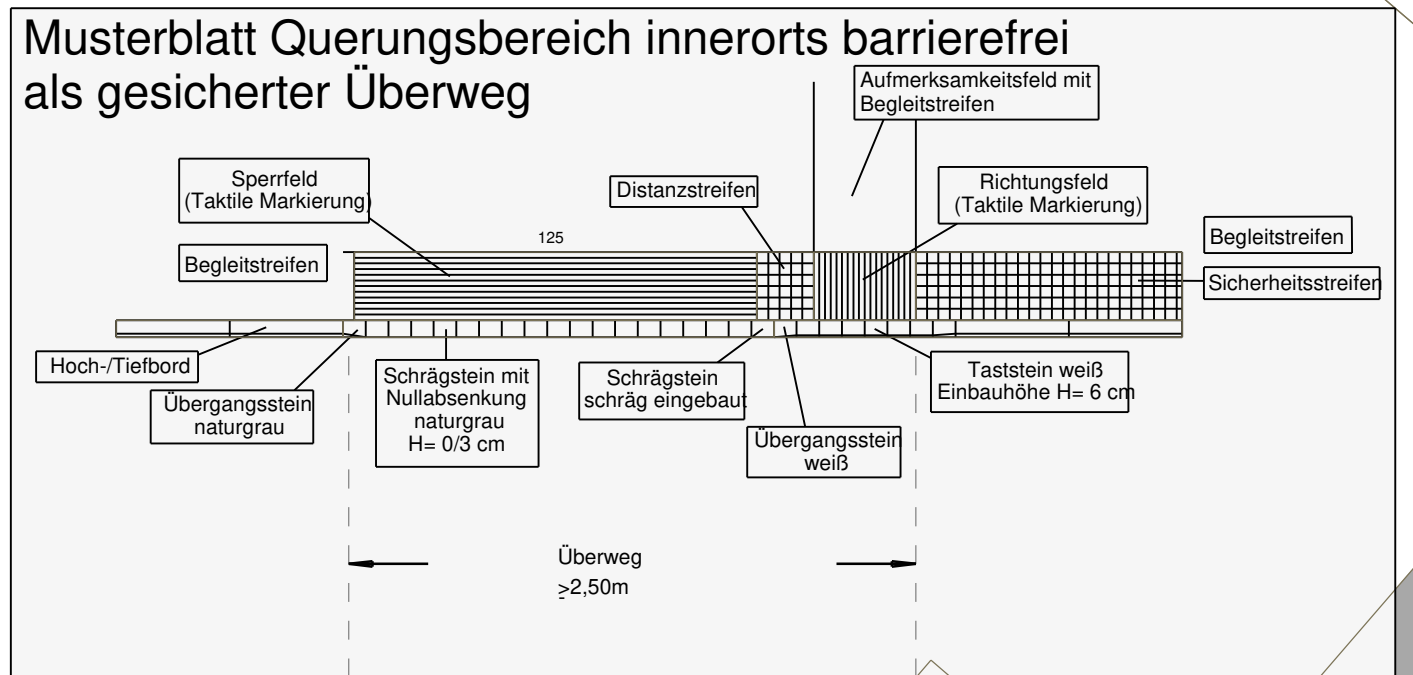 Musterblatt Querungsbereich innerorts barrierefrei
als gesicherter Überweg
Aufmerksamkeitsfeld mit
Begleitstreifen
Sperrfeld
(Taktile Markierung)
Distanzstreifen
Richtungsfeld
(Taktile Markierung)
125
Begleitstreifen
Begleitstreifen
Sicherheitsstreifen
Hoch-/Tiefbord
Übergangsstein
naturgrau
Schrägstein mit
Nullabsenkung
naturgrau
H= 0/3 cm
Schrägstein
schräg eingebaut
Übergangsstein
weiß
Taststein weiß
Einbauhöhe H= 6 cm
Überweg
≥2,50m